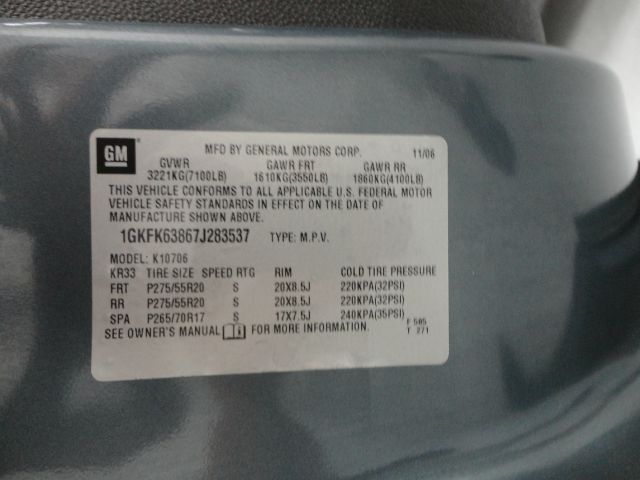 GM MFD BY GENERAL MOTORS CORP. 11/06
GVWR GAWR FRT GAWR RR
3221KG(7100LB) 1610KG(3550LB) 1860KG(4100LB)
THIS VEHICLE CONFORMS TO ALL APPLICABLE U.S. FEDERAL MOTOR
VEHICLE SAFETY STANDARDS IN EFFECT ON THE DATE OF
MANUFACTURE SHOWN ABOVE.
1GKFK63867J283537 TYPE: M.P.V.
MODEL: K10706
KR33 TIRE SIZE SPEED RTG RIM COLD TIRE PRESSURE
FRT P275/55R20 S 20X8.5J 220KPA(32PSI)
RR P275/55R20 S 20X8.5J 220KPA(32PSI)
SPA P265/70R17 S 17X7.5J 240KPA(35PSI)
SEE OWNER'S MANUAL FOR MORE INFORMATION. F 505
T 271